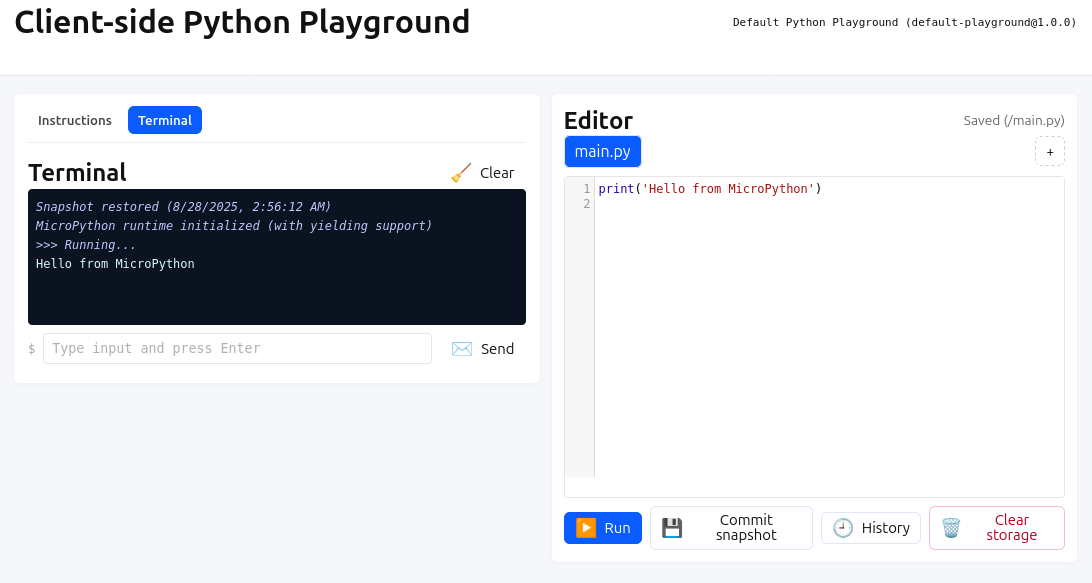 Client-side Python Playground
Default Python Playground (default-playground@1.0.0)
Instructions
Terminal
Terminal
Clear
Snapshot restored (8/28/2025, 2:56:12 AM)
MicroPython runtime initialized (with yielding support)
>>> Running...
Hello from MicroPython
$
Type input and press Enter
Send
Editor
Saved (/main.py)
main.py
+
1 print('Hello from MicroPython')
2
Run
Commit
snapshot
History
Clear
storage